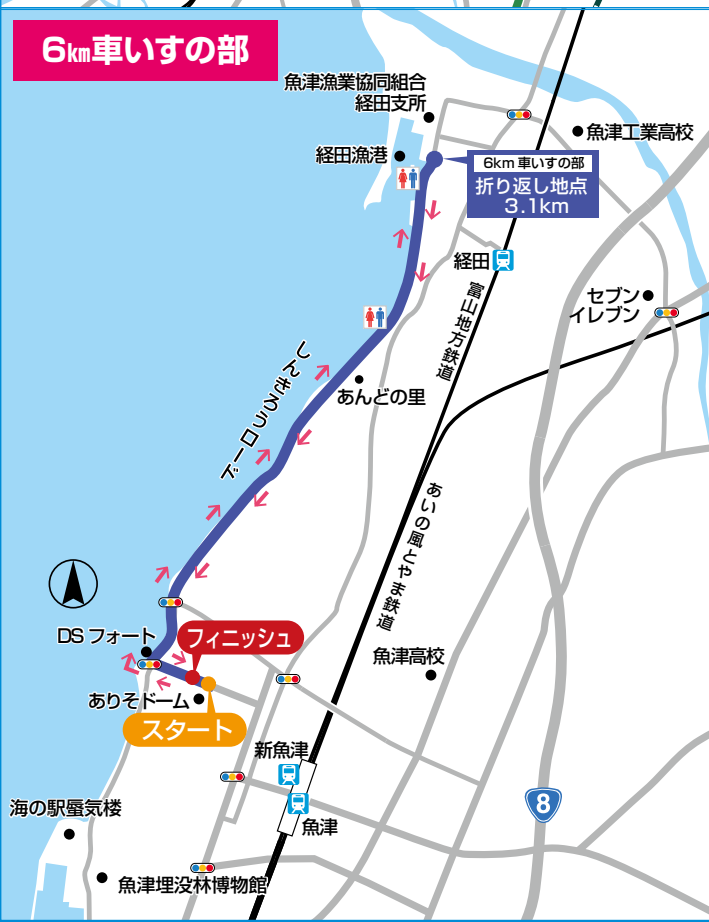 6km車いすの部
魚津漁業協同組合
経田支所
魚津工業高校
経田漁港
6km 車いすの部
折り返し地点
3.1km
経田
富山地方鉄道
セブン
イレブン
あんどの里
しんきろうロード
あいの風とやま鉄道
DSフォート
フィニッシュ
魚津高校
ありそドーム
スタート
新魚津
魚津
8
海の駅蜃気楼
魚津埋没林博物館